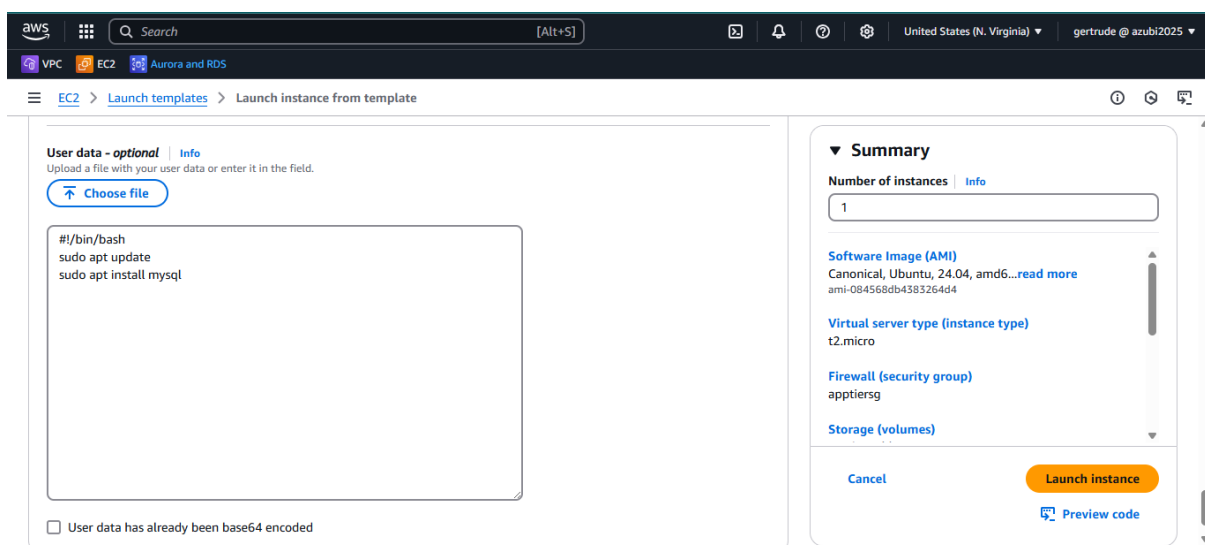 aws
Search [Alt+S]
United States (N. Virginia) ▼ gertrude @ azubi2025 ▼
VPC EC2 Aurora and RDS
EC2 > Launch templates > Launch instance from template
User data - optional | Info
Upload a file with your user data or enter it in the field.
Choose file
#!/bin/bash
sudo apt update
sudo apt install mysql
User data has already been base64 encoded
▼ Summary
Number of instances | Info
1
Software Image (AMI)
Canonical, Ubuntu, 24.04, amd6...read more
ami-084568db4383264d4
Virtual server type (instance type)
t2.micro
Firewall (security group)
apptiersg
Storage (volumes)
Cancel
Launch instance
Preview code